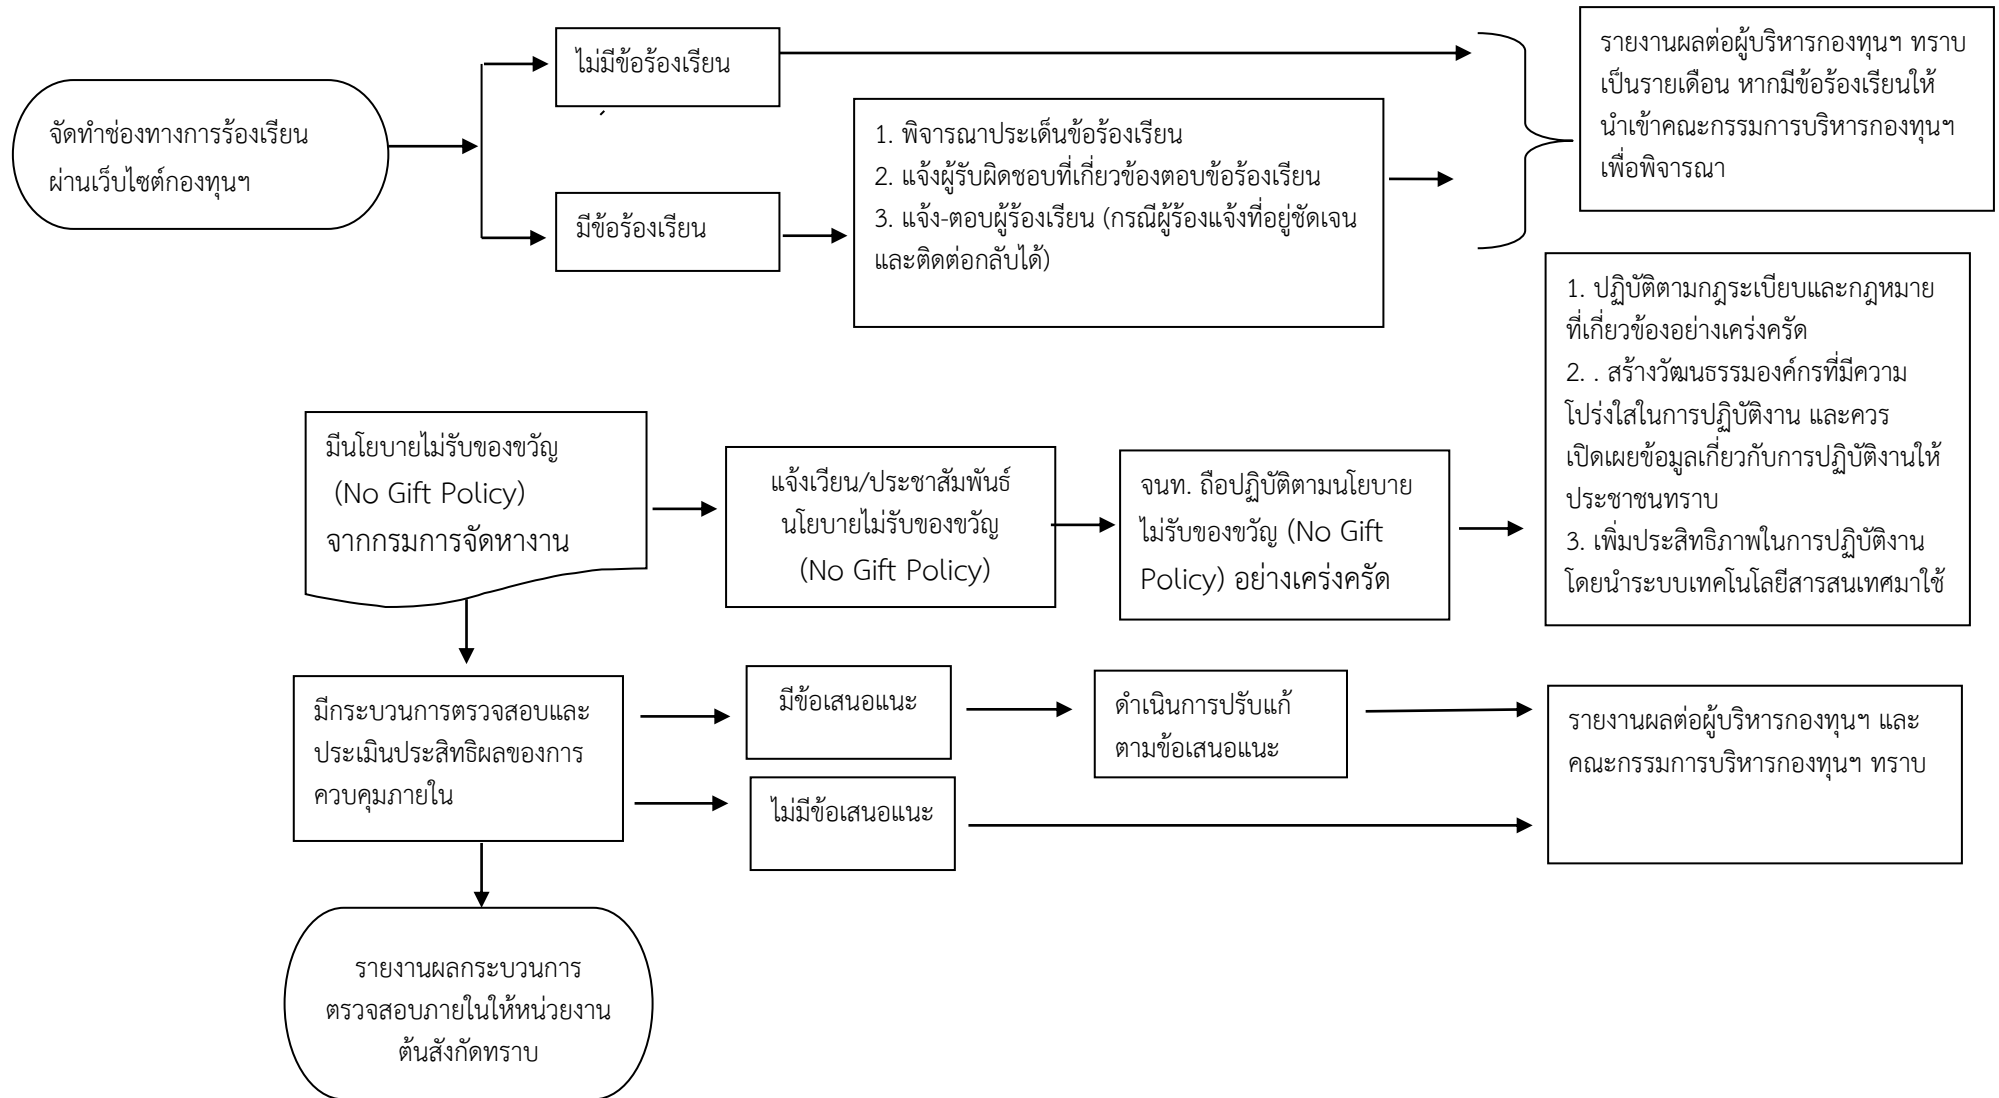 จัดทำช่องทางการร้องเรียน
ผ่านเว็บไซต์กองทุนฯ
ไม่มีข้อร้องเรียน
มีข้อร้องเรียน
1. พิจารณาประเด็นข้อร้องเรียน
2. แจ้งผู้รับผิดชอบที่เกี่ยวข้องตอบข้อร้องเรียน
3. แจ้ง-ตอบผู้ร้องเรียน (กรณีผู้ร้องแจ้งที่อยู่ชัดเจน
และติดต่อกลับได้)
รายงานผลต่อผู้บริหารกองทุนฯ ทราบ
เป็นรายเดือน หากมีข้อร้องเรียนให้
นำเข้าคณะกรรมการบริหารกองทุนฯ
เพื่อพิจารณา
มีนโยบายไม่รับของขวัญ
(No Gift Policy)
จากกรมการจัดหางาน
แจ้งเวียน/ประชาสัมพันธ์
นโยบายไม่รับของขวัญ
(No Gift Policy)
จนท. ถือปฏิบัติตามนโยบาย
ไม่รับของขวัญ (No Gift
Policy) อย่างเคร่งครัด
1. ปฏิบัติตามกฎระเบียบและกฎหมาย
ที่เกี่ยวข้องอย่างเคร่งครัด
2. . สร้างวัฒนธรรมองค์กรที่มีความ
โปร่งใสในการปฏิบัติงาน และควร
เปิดเผยข้อมูลเกี่ยวกับการปฏิบัติงานให้
ประชาชนทราบ
3. เพิ่มประสิทธิภาพในการปฏิบัติงาน
โดยนำระบบเทคโนโลยีสารสนเทศมาใช้
มีกระบวนการตรวจสอบและ
ประเมินประสิทธิผลของการ
ควบคุมภายใน
มีข้อเสนอแนะ
ไม่มีข้อเสนอแนะ
ดำเนินการปรับแก้
ตามข้อเสนอแนะ
รายงานผลต่อผู้บริหารกองทุนฯ และ
คณะกรรมการบริหารกองทุนฯ ทราบ
รายงานผลกระบวนการ
ตรวจสอบภายในให้หน่วยงาน
ต้นสังกัดทราบ